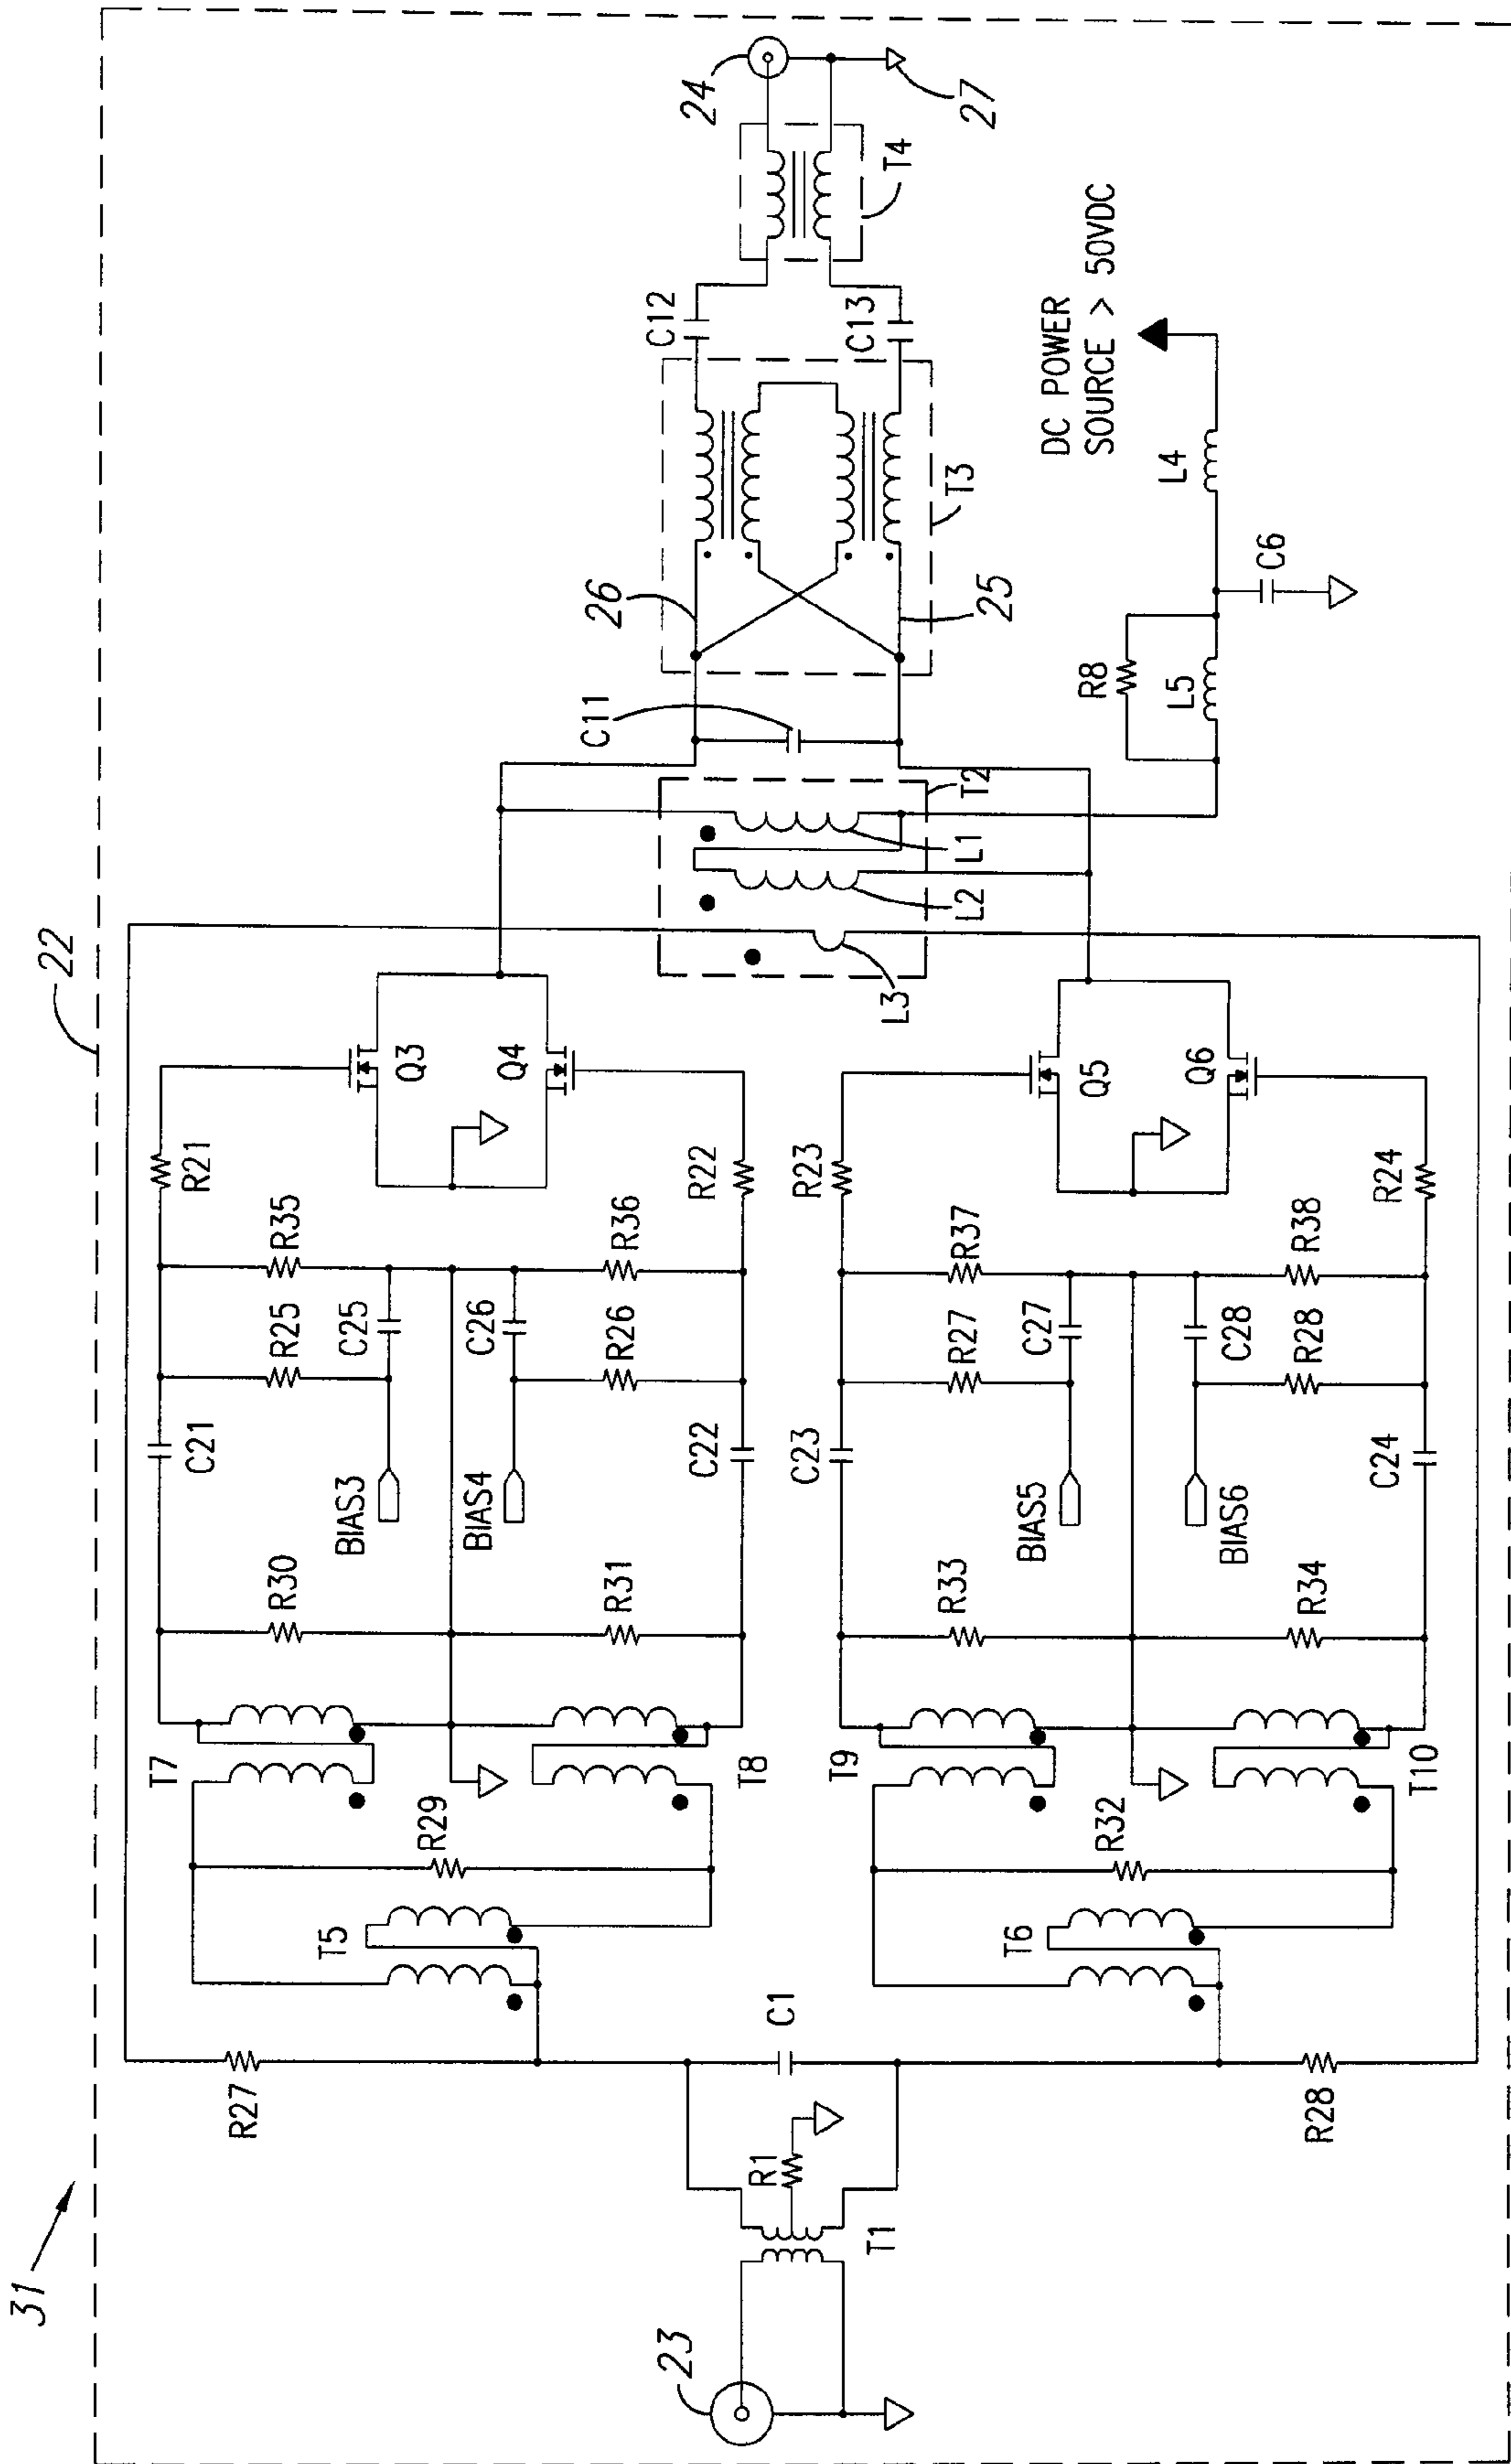 31
22
23
T1
R1
C1
R27
R28
T5
T6
R29
R32
T7
T8
T9
T10
R30
R31
R33
R34
BIAS3
BIAS4
BIAS5
BIAS6
C21
C22
C23
C24
R25
R26
R27
R28
C25
C26
C27
C28
R35
R36
R37
R38
R21
R22
R23
R24
Q3
Q4
Q5
Q6
L3
L2
L1
T2
C11
26
25
T3
C12
C13
T4
24
27
R8
L5
C6
L4
DC POWER
SOURCE > 50VDC